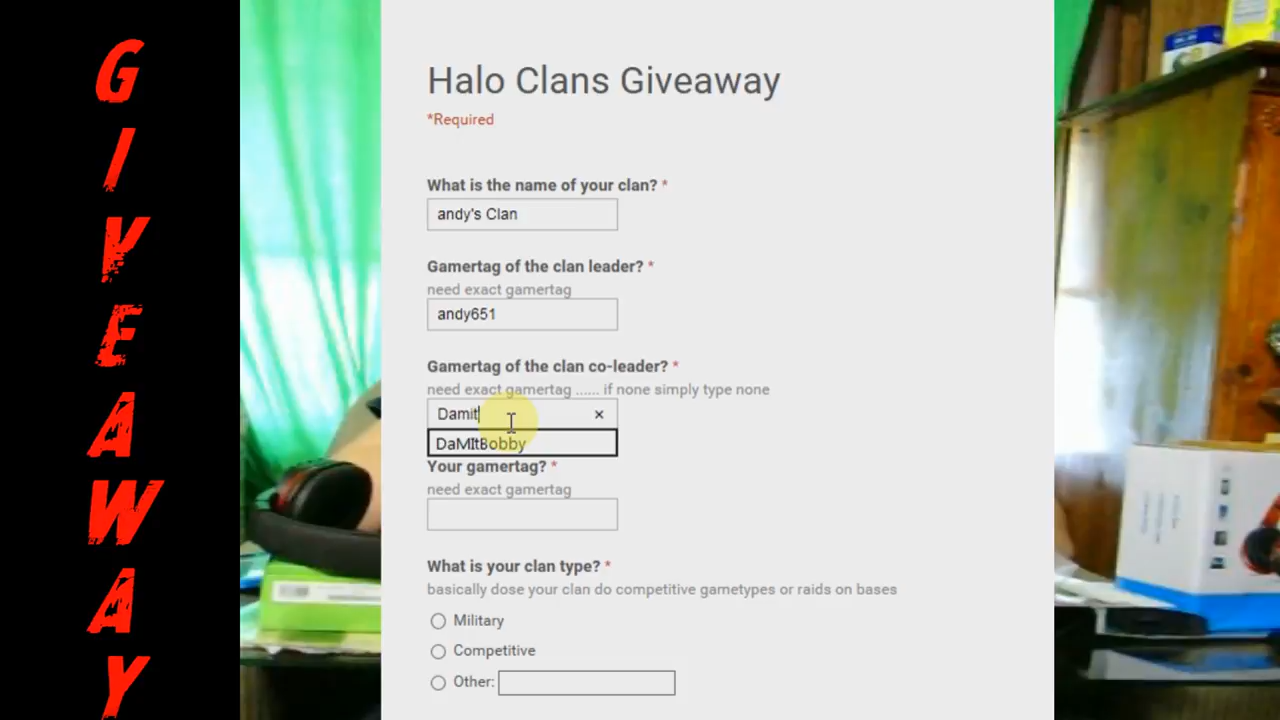 GIVEAWAY
Halo Clans Giveaway
*Required
What is the name of your clan? *
andy's Clan
Gamertag of the clan leader? *
need exact gamertag
andy651
Gamertag of the clan co-leader? *
need exact gamertag ...... if none simply type none
Damit ×
DaMItBobby
Your gamertag? *
need exact gamertag
What is your clan type? *
basically dose your clan do competitive gametypes or raids on bases
Military
Competitive
Other: